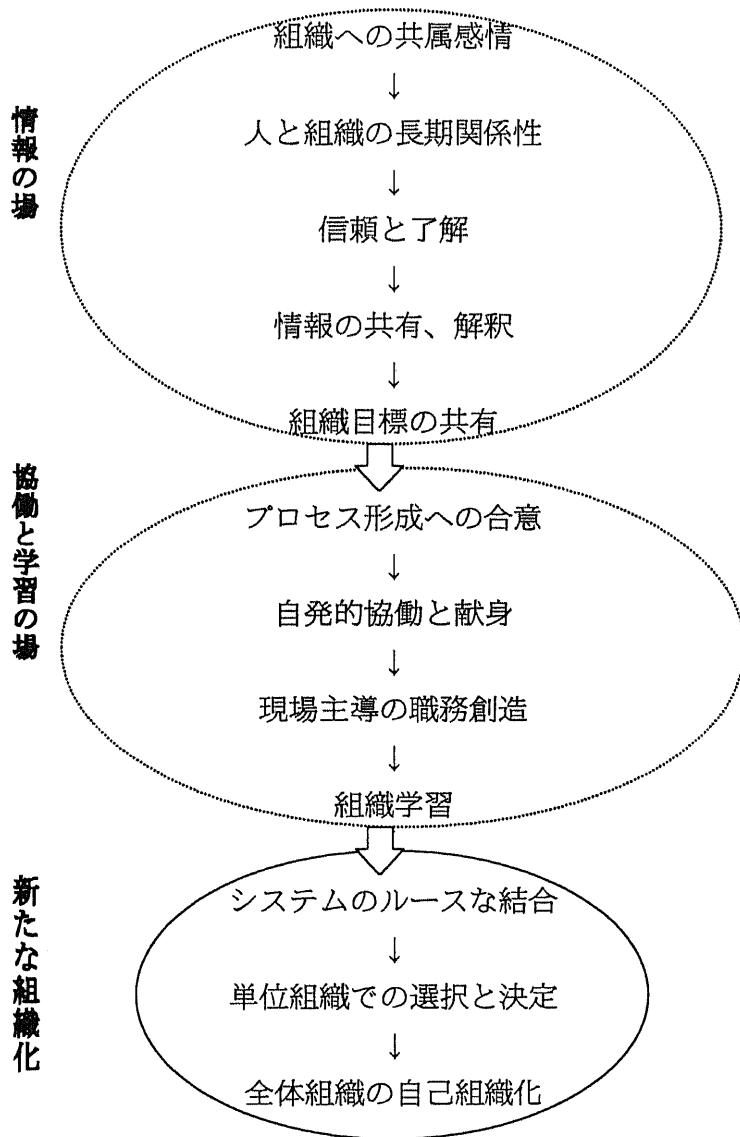 情報の場
組織への共属感情
↓
人と組織の長期関係性
↓
信頼と了解
↓
情報の共有、解釈
↓
組織目標の共有
協働と学習の場
プロセス形成への合意
↓
自発的協働と献身
↓
現場主導の職務創造
↓
組織学習
新たな組織化
システムのルースな結合
↓
単位組織での選択と決定
↓
全体組織の自己組織化